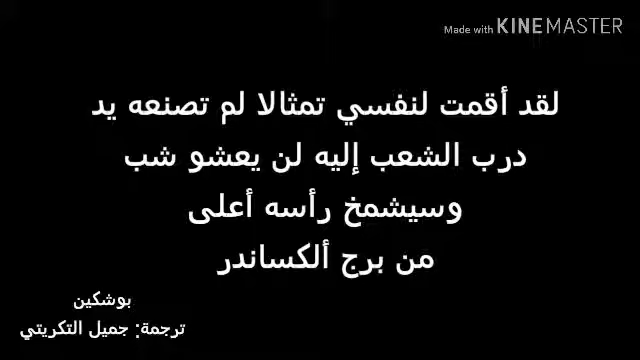 Made with KINEMASTER
لقد أقمت لنفسي تمثالا لم تصنعه يد
درب الشعب إليه لن يعشو شب
وسيشمخ رأسه أعلى
من برج ألكساندر
بوشكين
ترجمة: جميل التكريتي